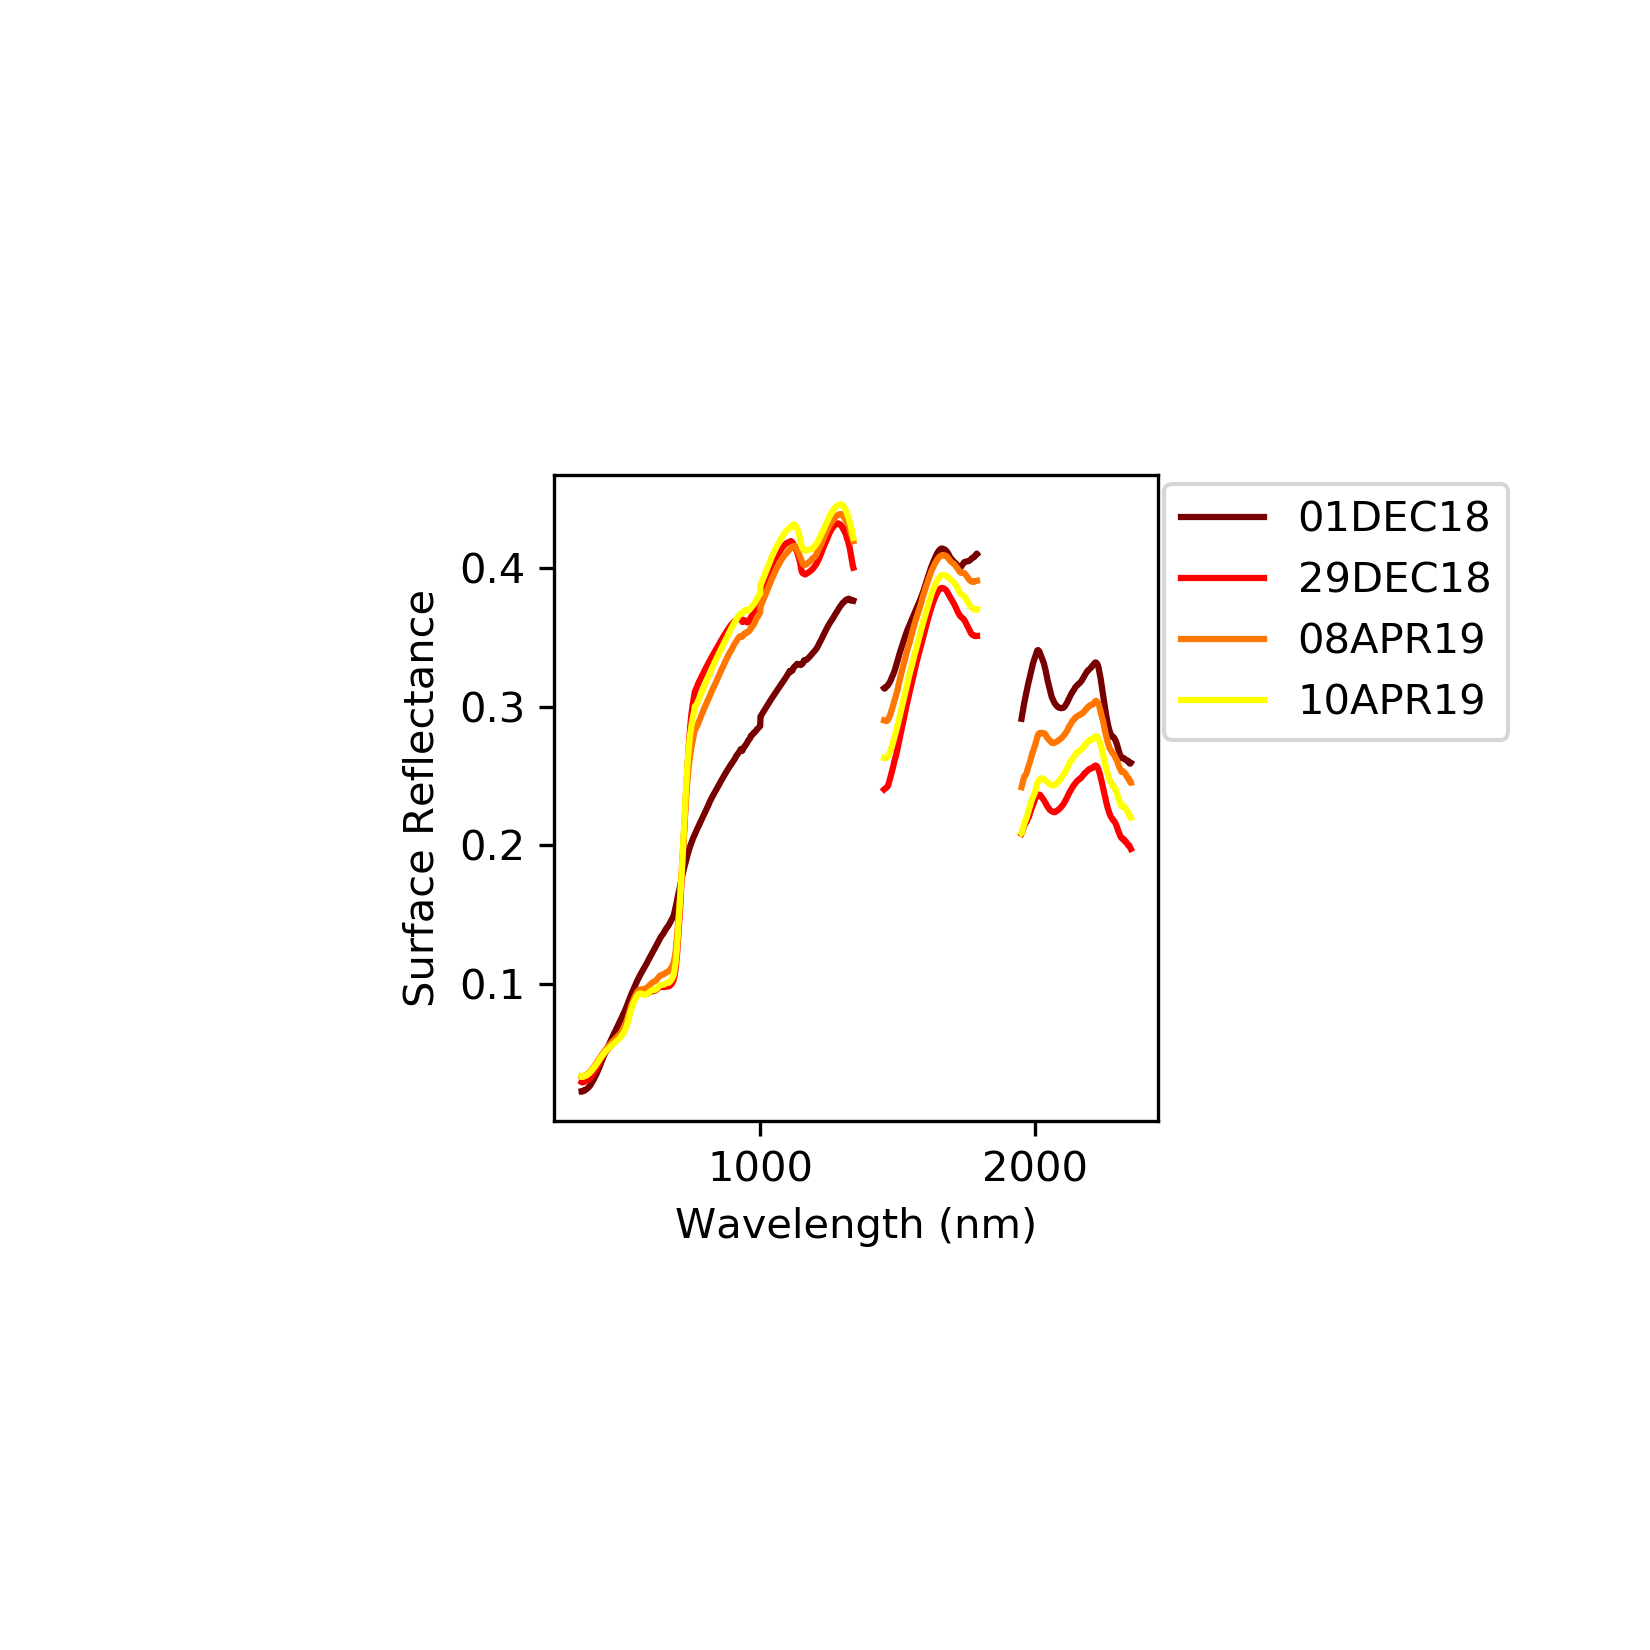 Surface Reflectance
0.4
0.3
0.2
0.1
1000
2000
Wavelength (nm)
01DEC18
29DEC18
08APR19
10APR19